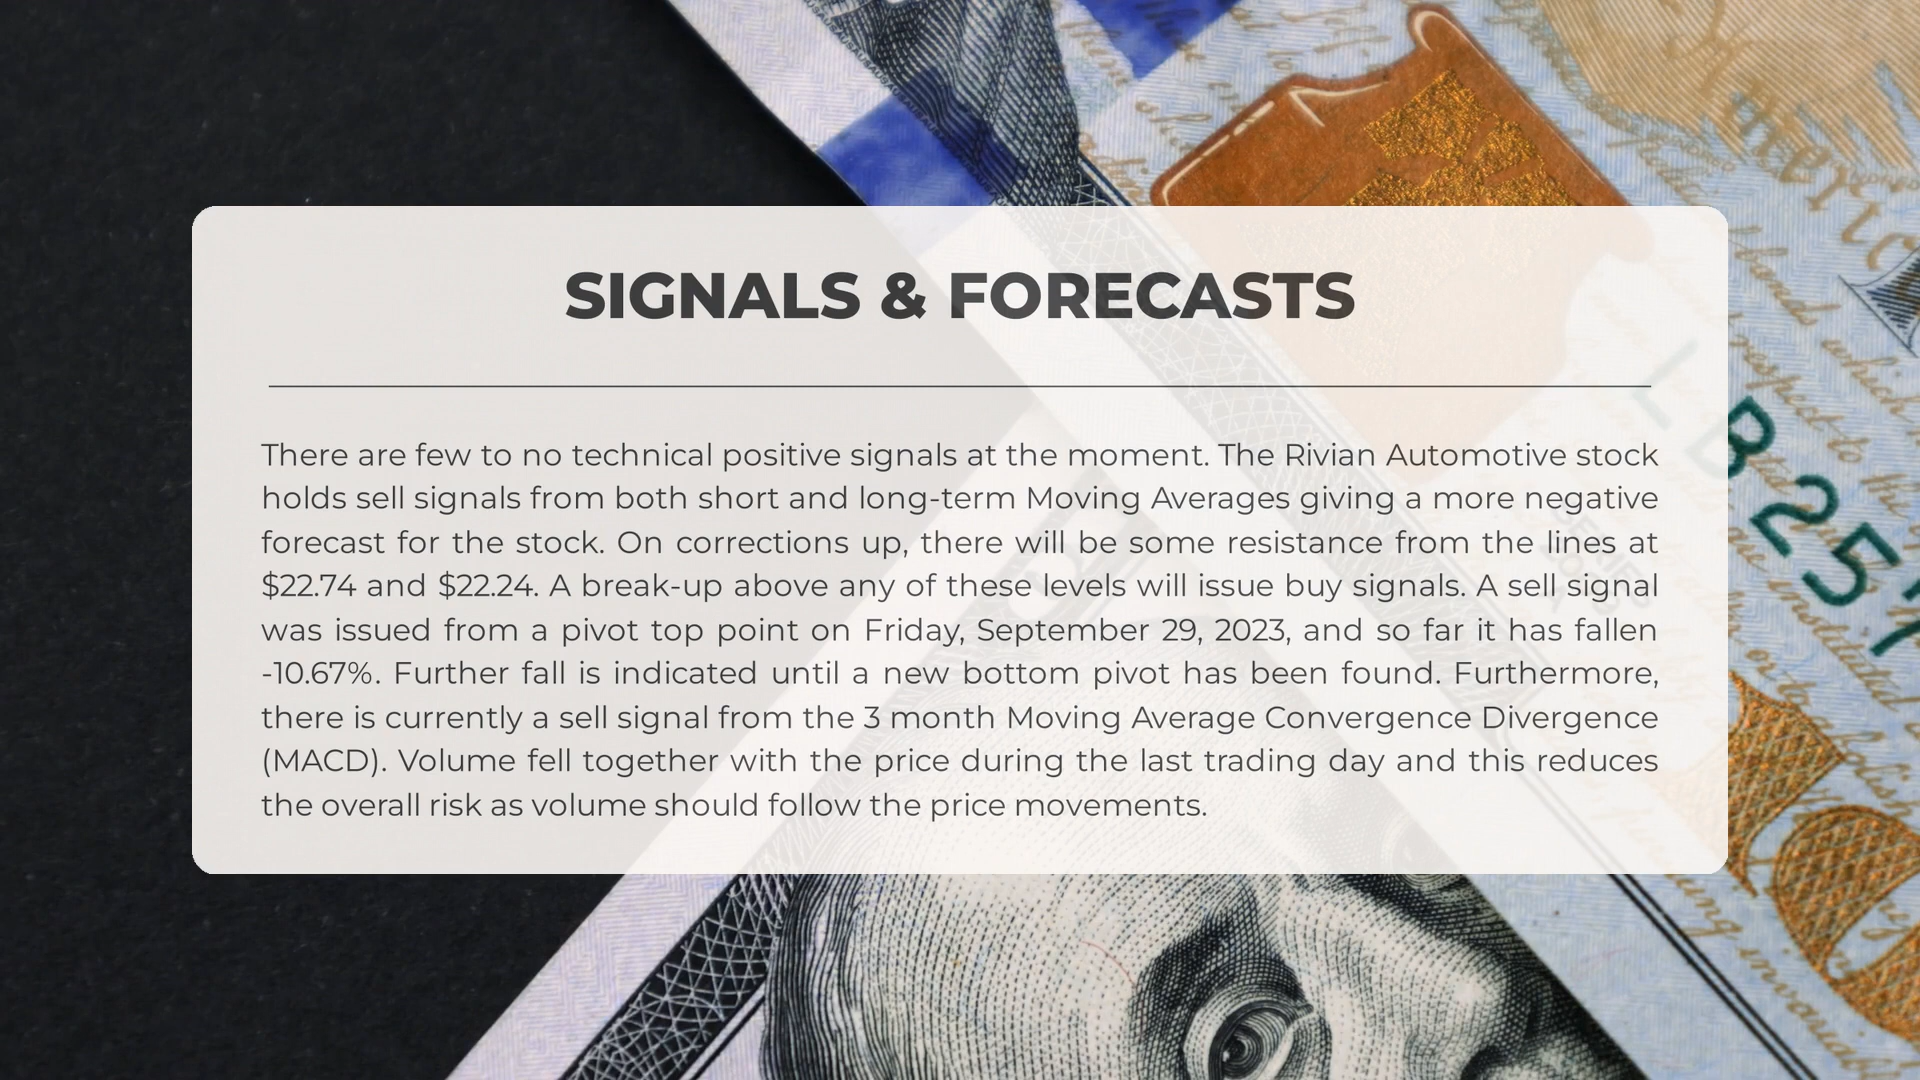 SIGNALS & FORECASTS
There are few to no technical positive signals at the moment. The Rivian Automotive stock
holds sell signals from both short and long-term Moving Averages giving a more negative
forecast for the stock. On corrections up, there will be some resistance from the lines at
$22.74 and $22.24. A break-up above any of these levels will issue buy signals. A sell signal
was issued from a pivot top point on Friday, September 29, 2023, and so far it has fallen
-10.67%. Further fall is indicated until a new bottom pivot has been found. Furthermore,
there is currently a sell signal from the 3 month Moving Average Convergence Divergence
(MACD). Volume fell together with the price during the last trading day and this reduces
the overall risk as volume should follow the price movements.